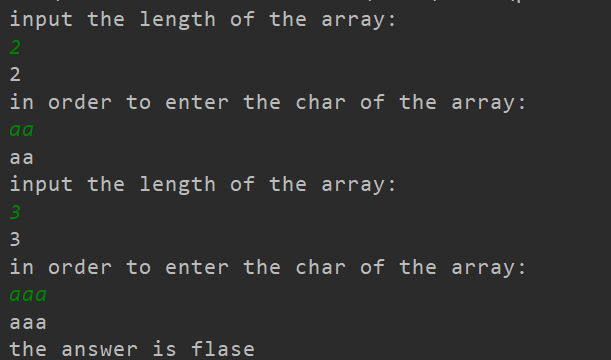 input the length of the array:
2
2
in order to enter the char of the array:
aa
aa
input the length of the array:
3
3
in order to enter the char of the array:
aaa
aaa
the answer is flase